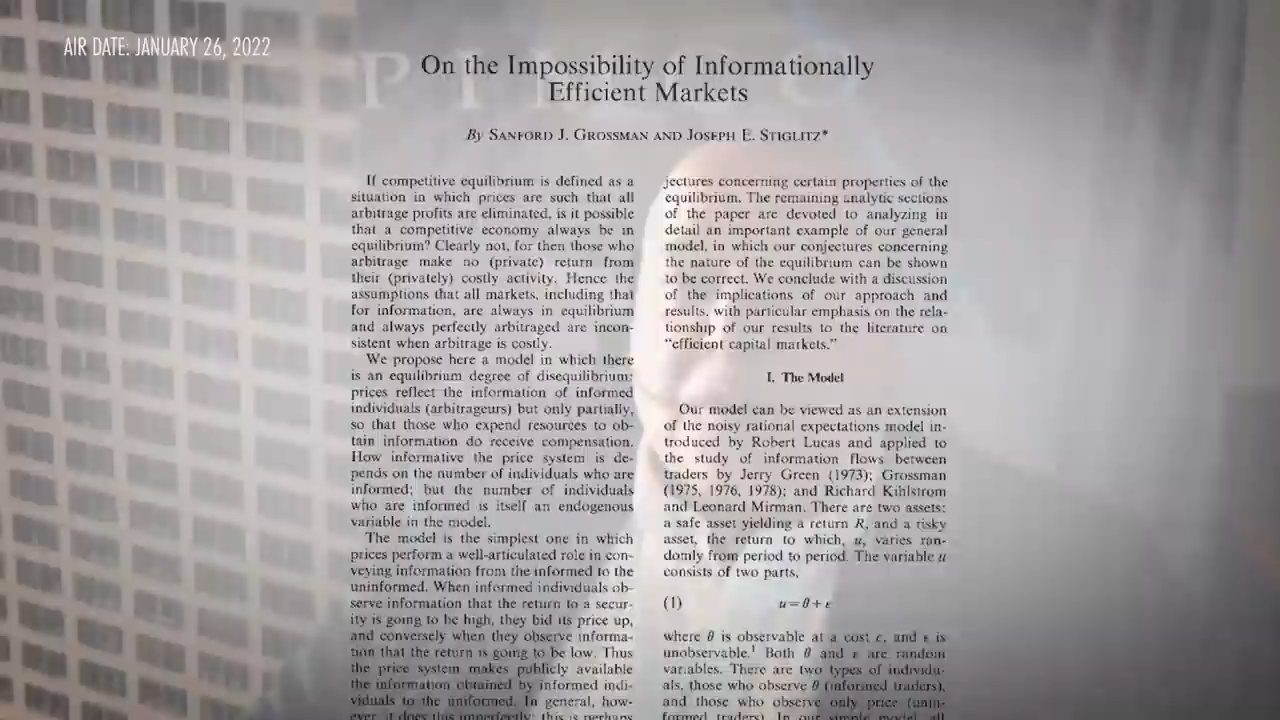 AIR DATE: JANUARY 26, 2022
On the Impossibility of Informationally
Efficient Markets
By SANFORD J. GROSSMAN AND JOSEPH E. STIGLITZ*
If competitive equilibrium is defined as a
situation in which prices are such that all
arbitrage profits are eliminated, is it possible
that a competitive economy always be in
equilibrium? Clearly not, for then those who
arbitrage make no (private) return from
their (privately) costly activity. Hence the
assumptions that all markets, including that
for information, are always in equilibrium
and always perfectly arbitraged are incon-
sistent when arbitrage is costly.
We propose here a model in which there
is an equilibrium degree of disequilibrium:
prices reflect the information of informed
individuals (arbitrageurs) but only partially,
so that those who expend resources to ob-
tain information do receive compensation.
How informative the price system is de-
pends on the number of individuals who are
informed; but the number of individuals
who are informed is itself an endogenous
variable in the model.
The model is the simplest one in which
prices perform a well-articulated role in con-
veying information from the informed to the
uninformed. When informed individuals ob-
serve information that the return to a secur-
ity is going to be high, they bid its price up,
and conversely when they observe informa-
tion that the return is going to be low. Thus
the price system makes publicly available
the information obtained by informed indi-
viduals to the uniformed. In general, how-
ever, it does this imperfectly; this is perhaps
jectures concerning certain properties of the
equilibrium. The remaining analytic sections
of the paper are devoted to analyzing in
detail an important example of our general
model, in which our conjectures concerning
the nature of the equilibrium can be shown
to be correct. We conclude with a discussion
of the implications of our approach and
results, with particular emphasis on the rela-
tionship of our results to the literature on
"efficient capital markets."
I. The Model
Our model can be viewed as an extension
of the noisy rational expectations model in-
troduced by Robert Lucas and applied to
the study of information flows between
traders by Jerry Green (1973); Grossman
(1975, 1976, 1978); and Richard Kihlstrom
and Leonard Mirman. There are two assets:
a safe asset yielding a return R, and a risky
asset, the return to which, u, varies ran-
domly from period to period. The variable u
consists of two parts,
(1) u=θ+ε
where θ is observable at a cost c, and ε is
unobservable.¹ Both θ and ε are random
variables. There are two types of individu-
als, those who observe θ (informed traders),
and those who observe only price (unin-
formed traders). In our simple model, all